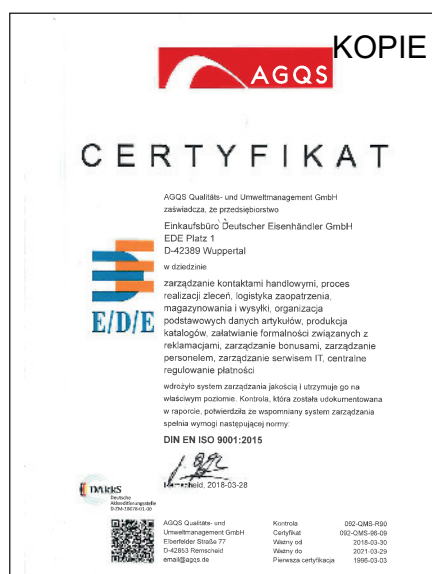 KOPIE
AGQS
CERTYFIKAT
AGQS Qualitäts- und Umweltmanagement GmbH
zaświadcza, że przedsiębiorstwo
Einkaufsbüro Deutscher Eisenhändler GmbH
EDE Platz 1
D-42389 Wuppertal
w dziedzinie
zarządzanie kontaktami handlowymi, proces
realizacji zleceń, logistyka zaopatrzenia,
magazynowania i wysyłki, organizacja
podstawowych danych artykułów, produkcja
katalogów, załatwianie formalności związanych z
reklamacjami, zarządzanie bonusami, zarządzanie
personelem, zarządzanie serwisem IT, centralne
regulowanie płatności
E/D/E
wdrożyło system zarządzania jakością i utrzymuje go na
właściwym poziomie. Kontrola, która została udokumentowana
w raporcie, potwierdziła że wspomniany system zarządzania
spełnia wymogi następującej normy:
DIN EN ISO 9001:2015
Remscheid, 2018-03-28
DAkkS
Deutsche
Akkreditierungsstelle
D-ZM-18678-01-00
AGQS Qualitäts- und
Umweltmanagement GmbH
Elberfelder Straße 77
D-42853 Remscheid
email@agqs.de
Kontrola 092-QMS-R90
Certyfikat 092-QMS-96-09
Ważny od 2018-03-30
Ważny do 2021-03-29
Pierwsza certyfikacja 1996-03-03